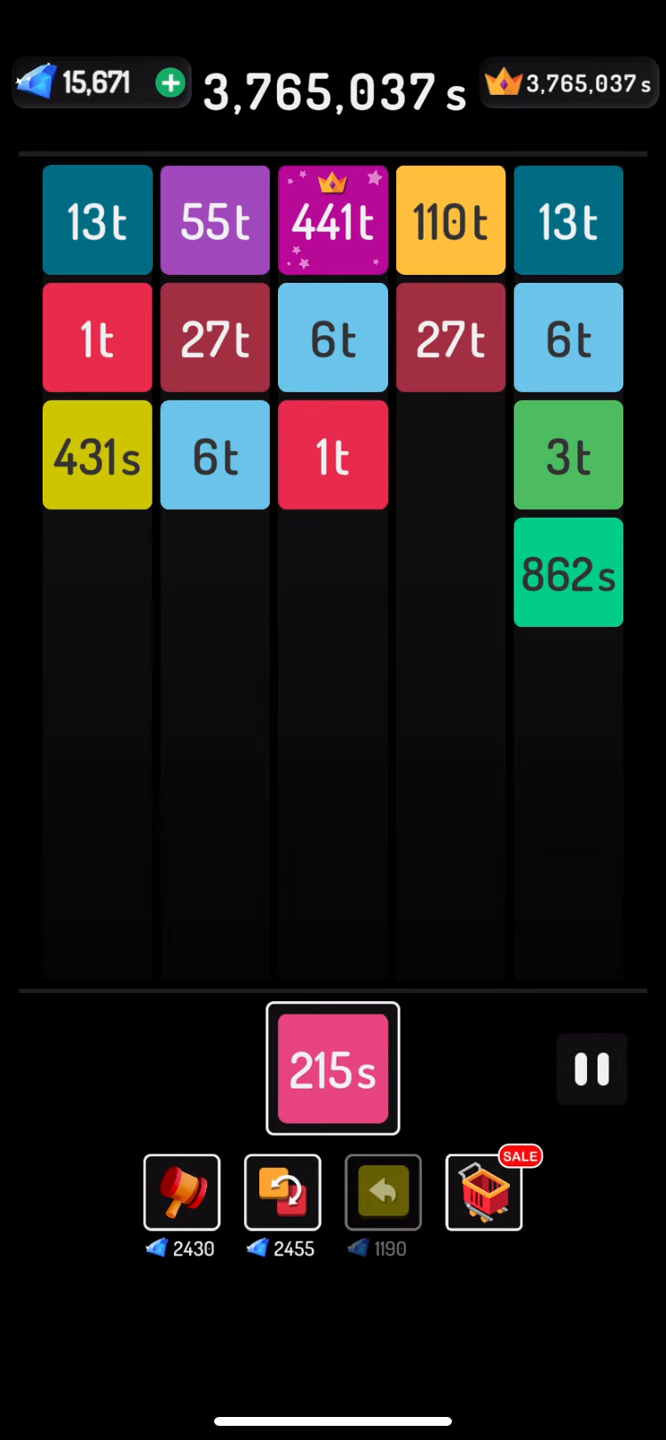 15,671 3,765,037 s 3,765,037 s
13t 55t 441t 110t 13t
1t 27t 6t 27t 6t
431s 6t 1t 3t
862s
215s
SALE
2430 2455 1190